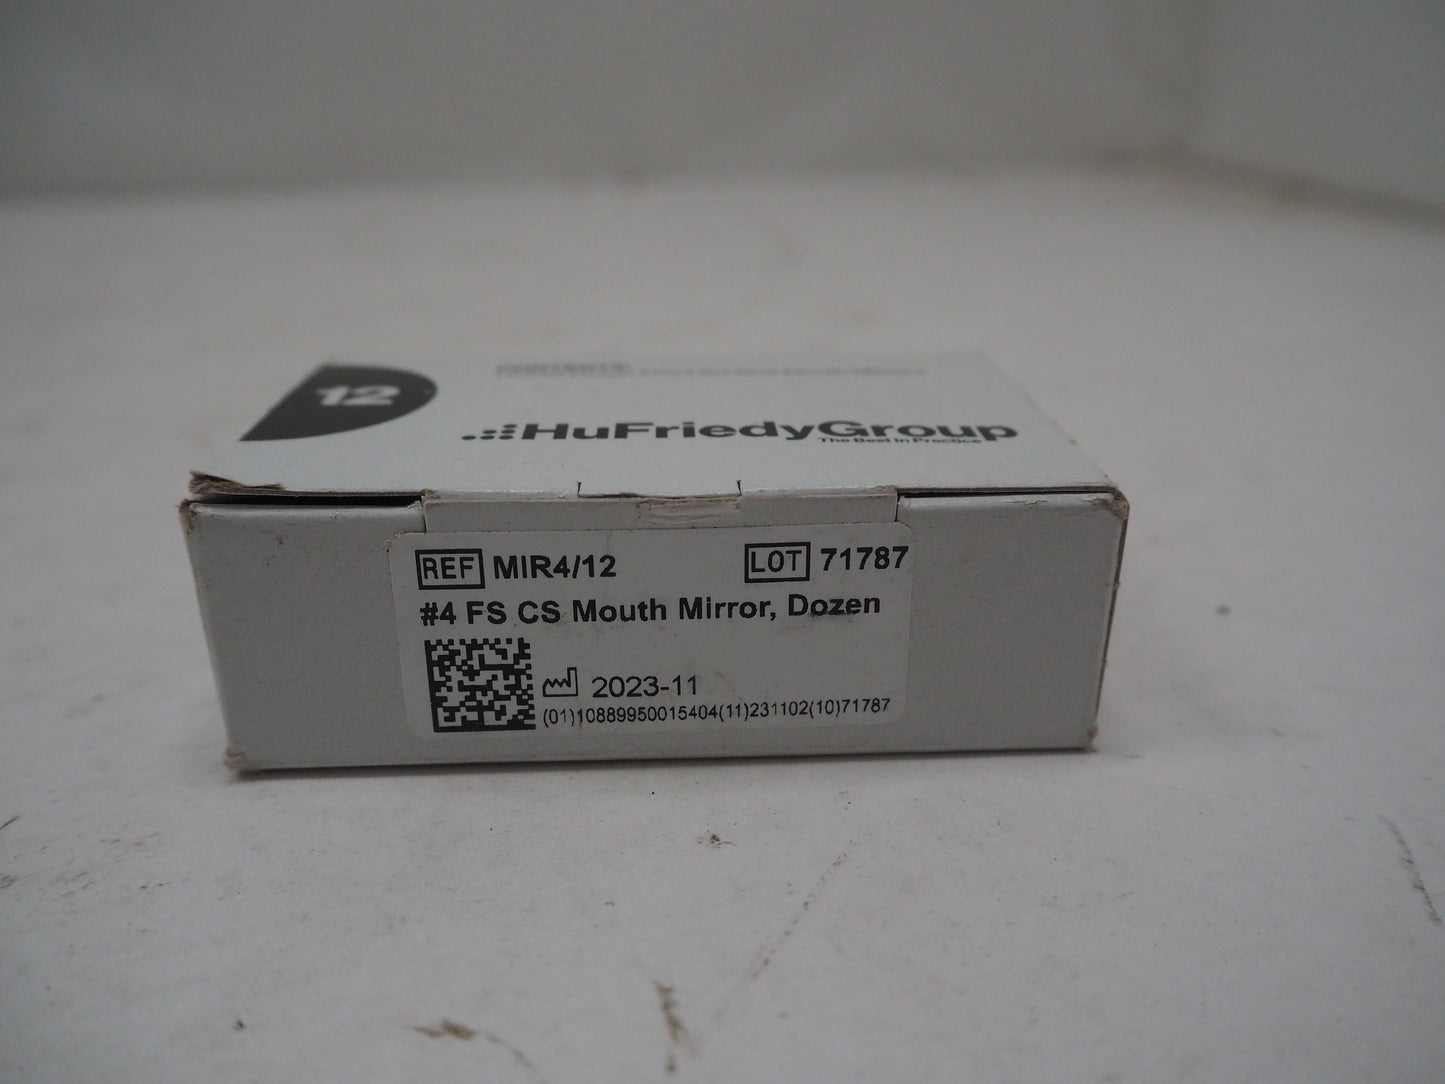 12
HuFriedyGroup
The Best In Practice
REF MIR4/12 LOT 71787
#4 FS CS Mouth Mirror, Dozen
2023-11
(01)10889950015404(11)231102(10)71787